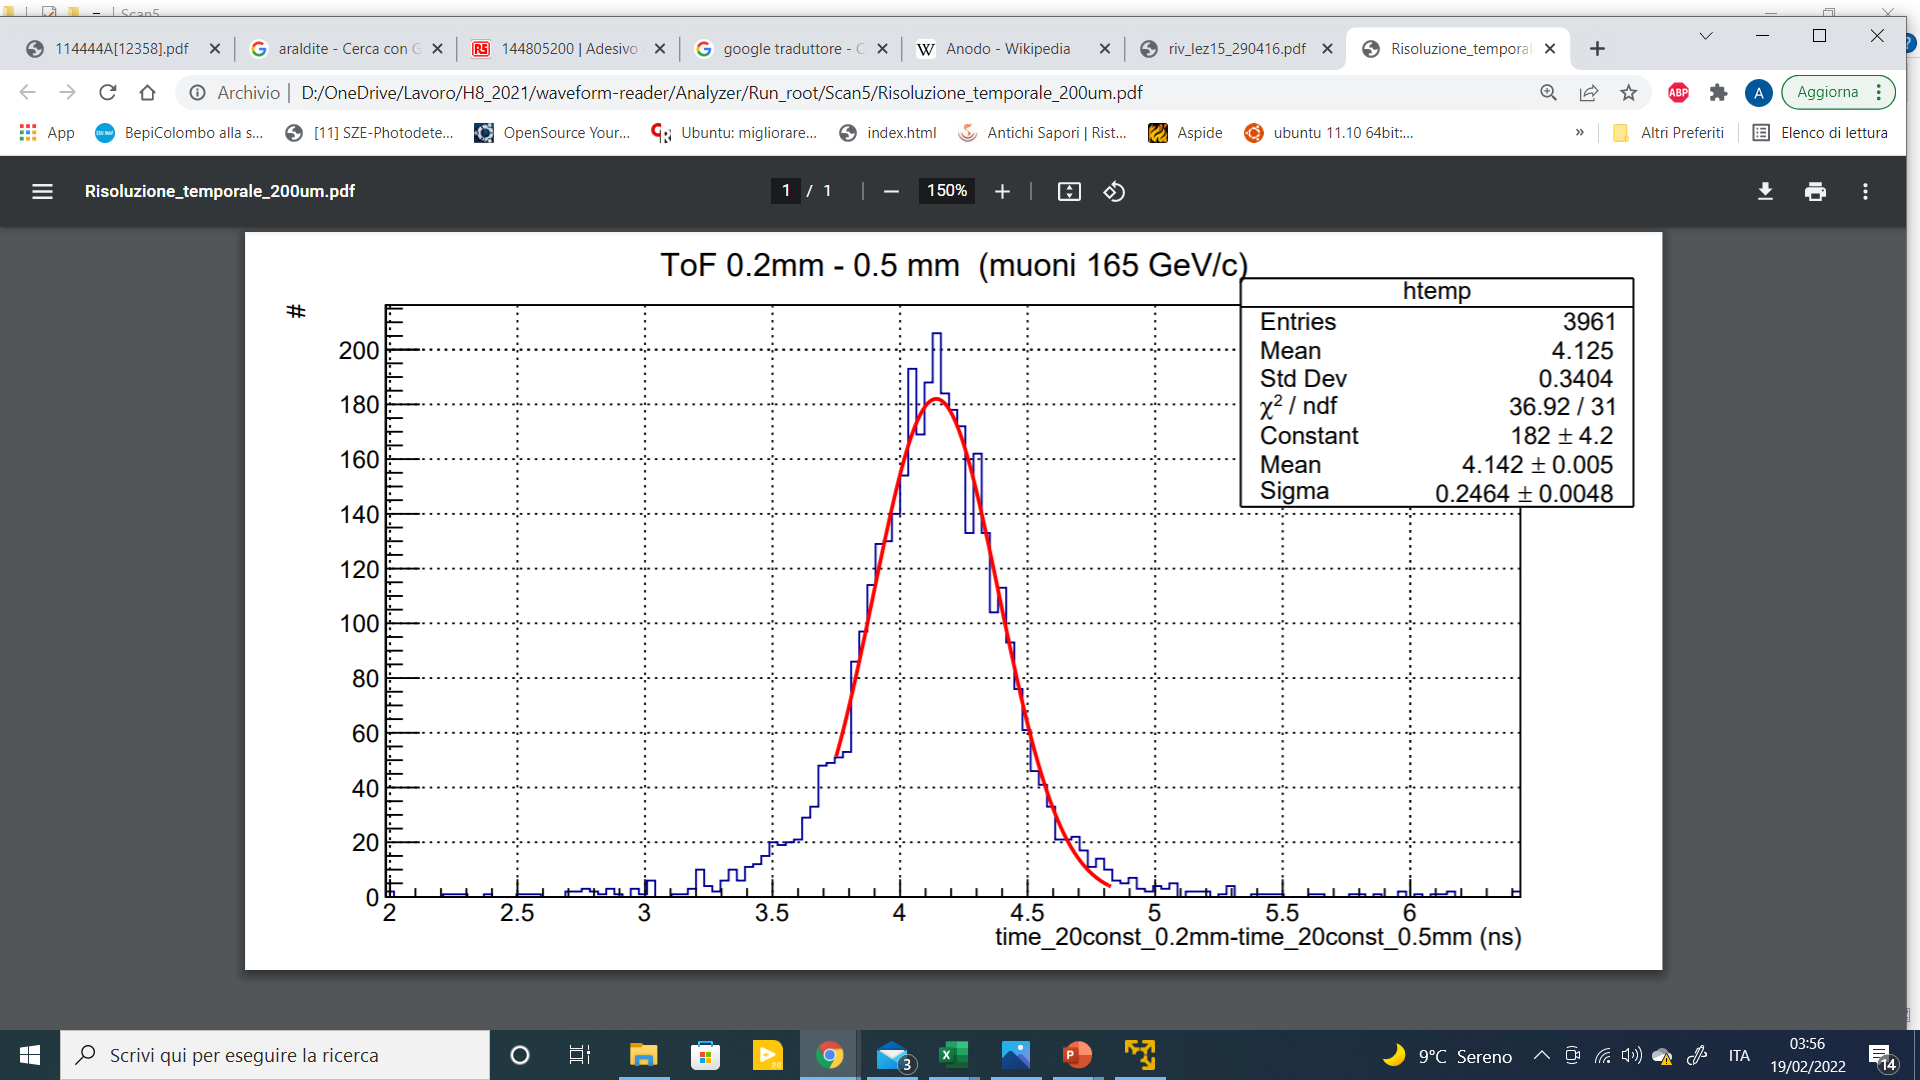 Scan5
114444A[12358].pdf
araldite - Cerca con G
144805200 | Adesivo
google traduttore - C
Anodo - Wikipedia
riv_lez15_290416.pdf
Risoluzione_temporal
Archivio
D:/OneDrive/Lavoro/H8_2021/waveform-reader/Analyzer/Run_root/Scan5/Risoluzione_temporale_200um.pdf
ABP
A
Aggiorna
App
BepiColombo alla s...
[11] SZE-Photodete...
OpenSource Your...
Ubuntu: migliorare...
index.html
Antichi Sapori | Rist...
Aspide
ubuntu 11.10 64bit:...
»
Altri Preferiti
Elenco di lettura
Risoluzione_temporale_200um.pdf
1 / 1
150%
ToF 0.2mm - 0.5 mm (muoni 165 GeV/c)
#
htemp
Entries 3961
Mean 4.125
Std Dev 0.3404
χ² / ndf 36.92 / 31
Constant 182 ± 4.2
Mean 4.142 ± 0.005
Sigma 0.2464 ± 0.0048
200
180
160
140
120
100
80
60
40
20
0
2 2.5 3 3.5 4 4.5 5 5.5 6
time_20const_0.2mm-time_20const_0.5mm (ns)
Scrivi qui per eseguire la ricerca
3
9°C Sereno
ITA
03:56
19/02/2022
14